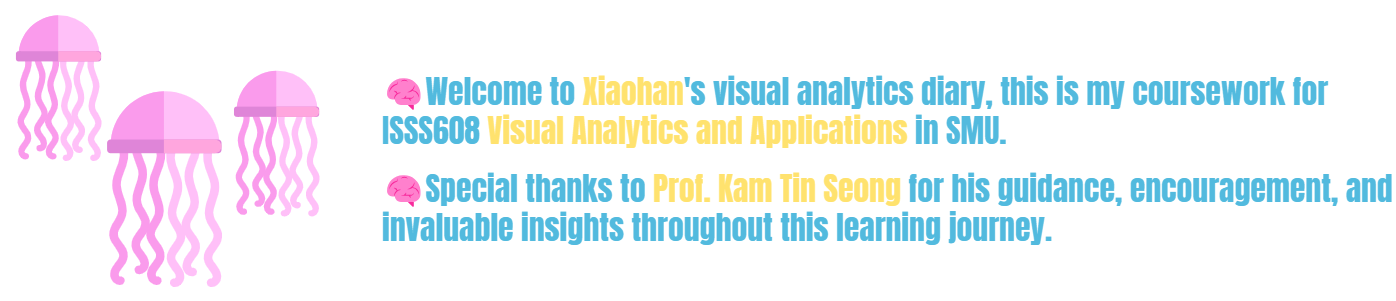 🧠Welcome to Xiaohan's visual analytics diary, this is my coursework for
ISSS608 Visual Analytics and Applications in SMU.
🧠Special thanks to Prof. Kam Tin Seong for his guidance, encouragement, and
invaluable insights throughout this learning journey.